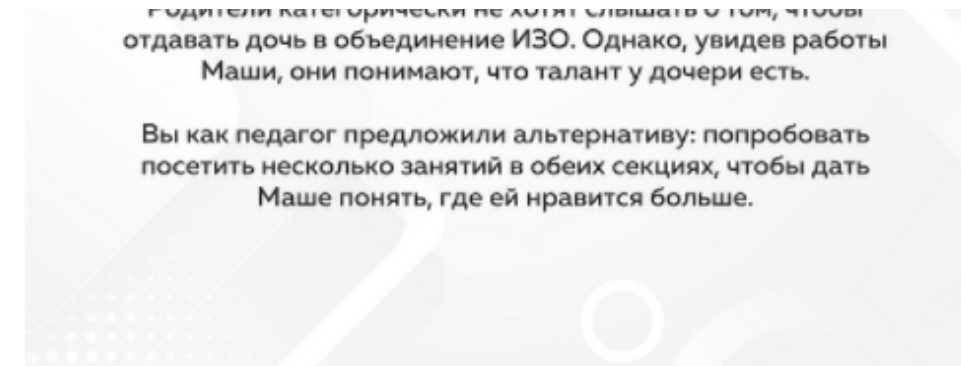 Родители категорически не хотят слышать о том, чтобы
отдавать дочь в объединение ИЗО. Однако, увидев работы
Маши, они понимают, что талант у дочери есть.
Вы как педагог предложили альтернативу: попробовать
посетить несколько занятий в обеих секциях, чтобы дать
Маше понять, где ей нравится больше.